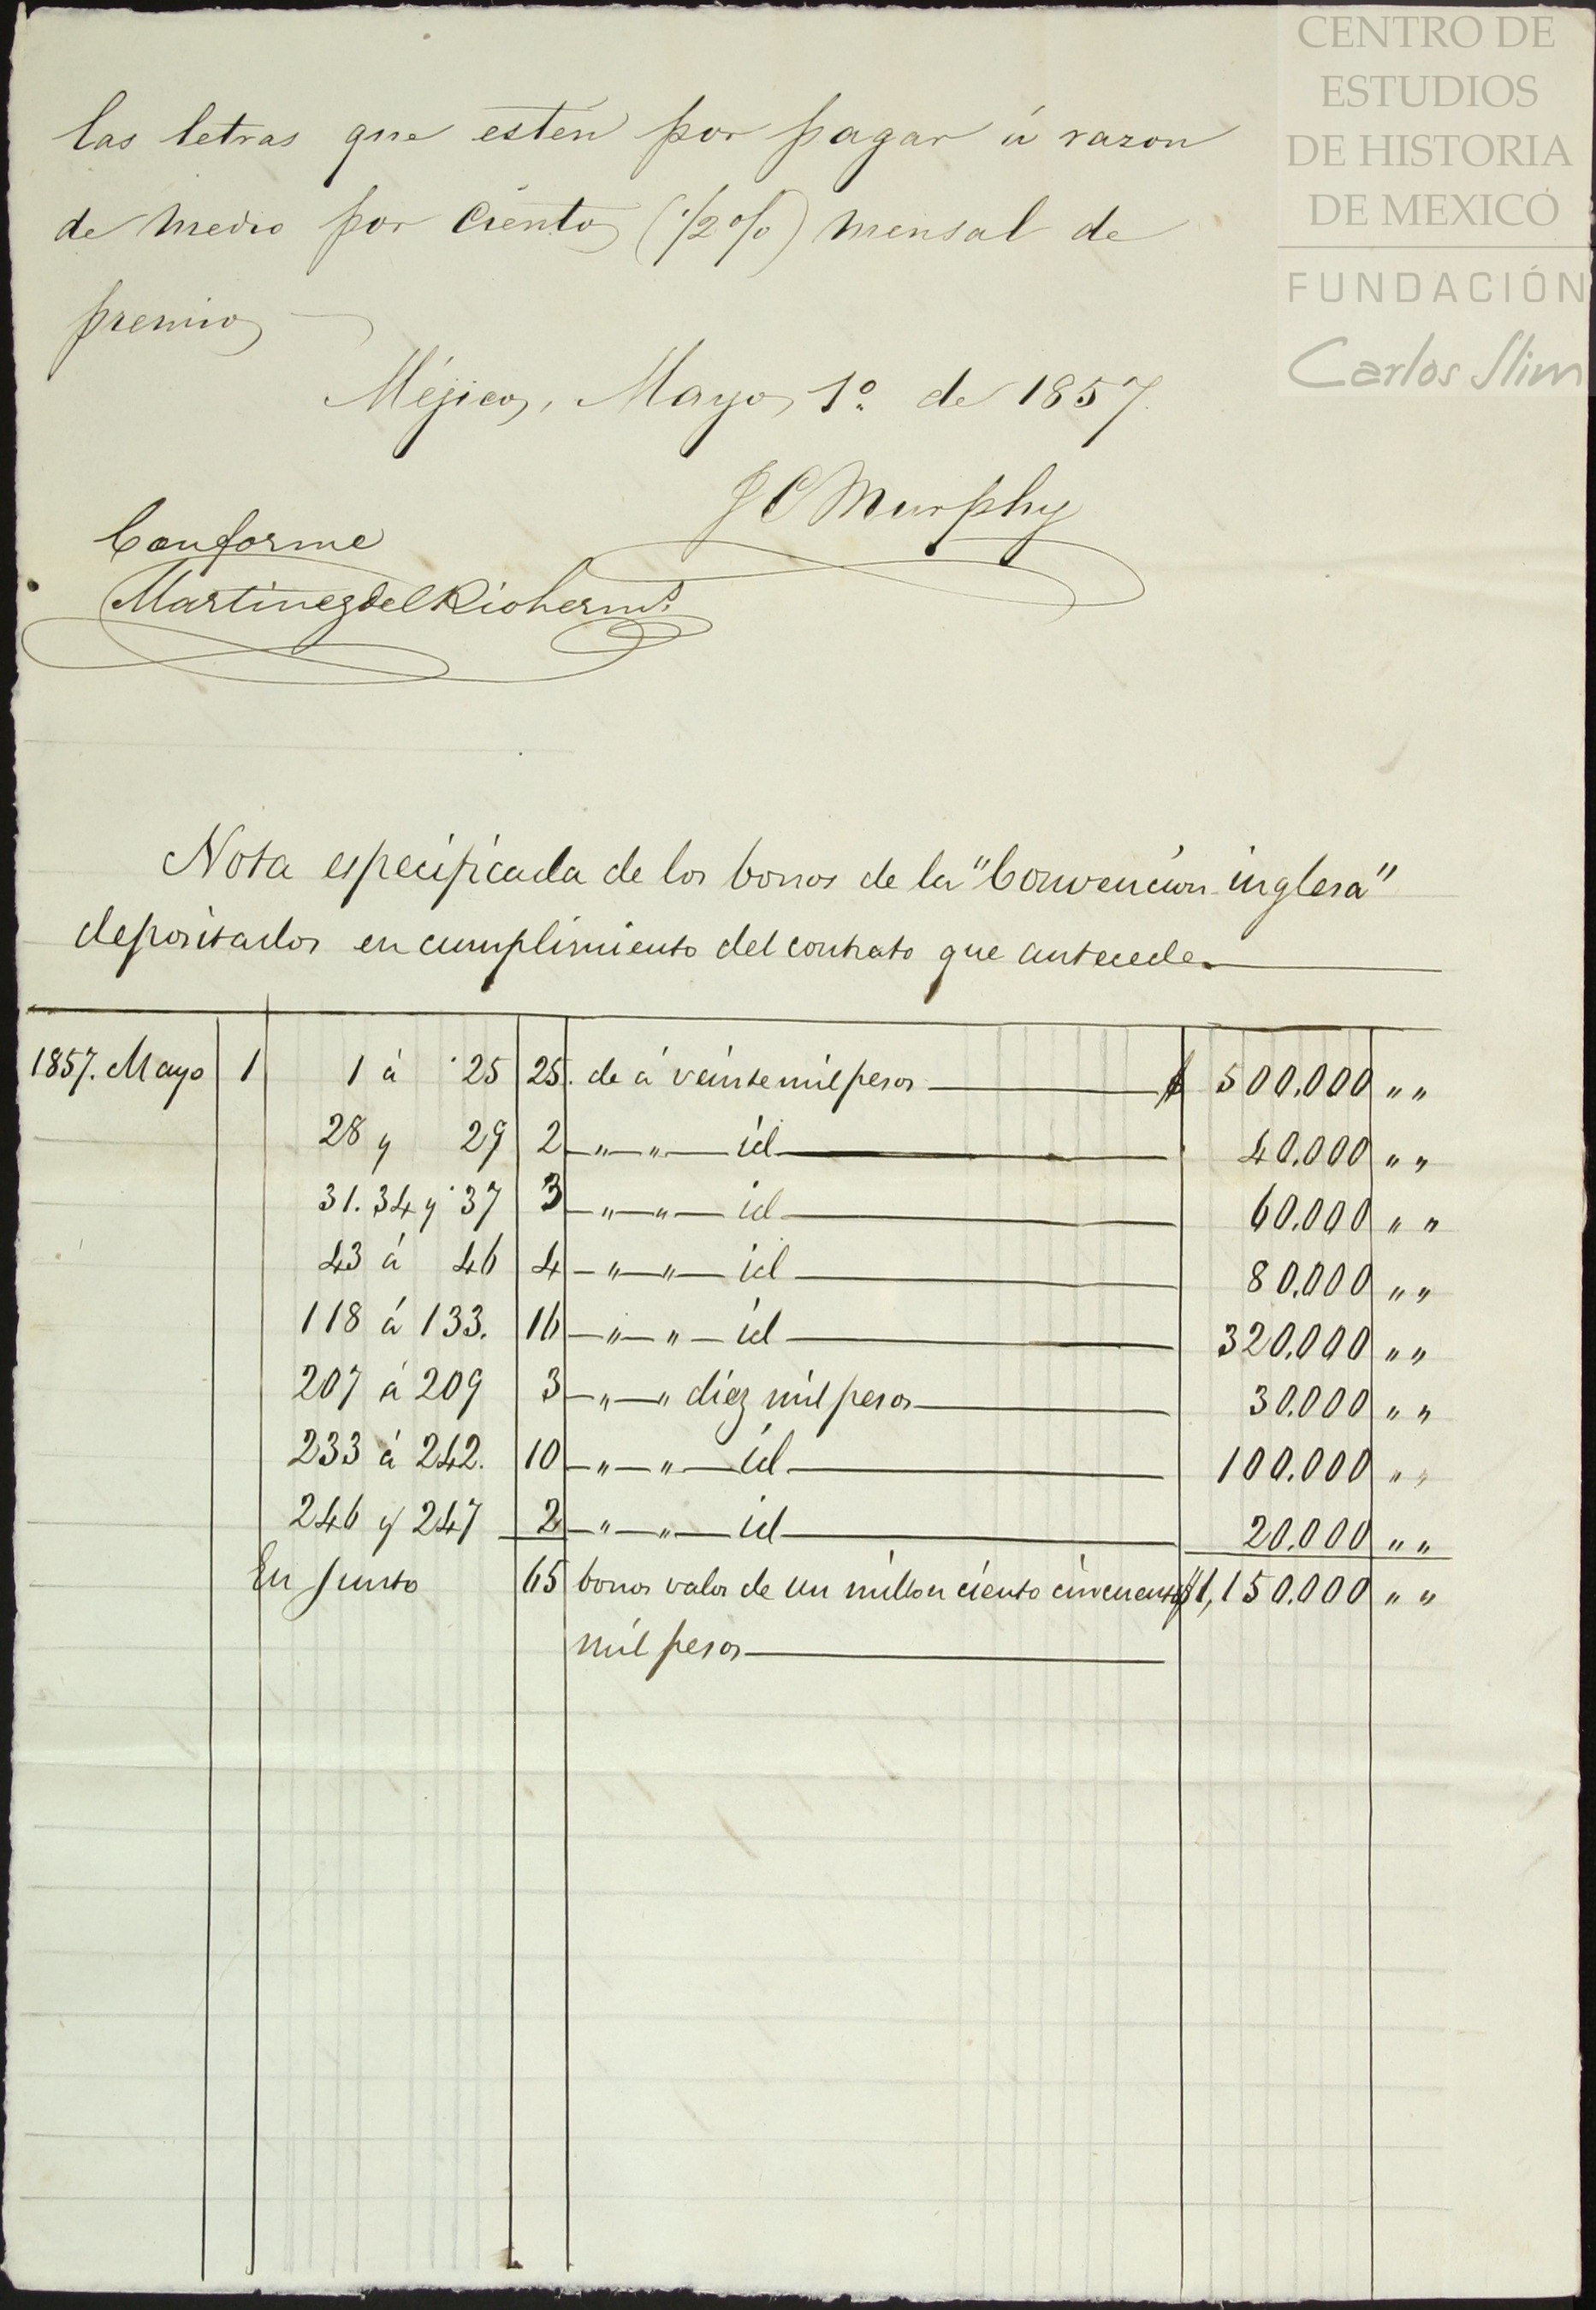 CENTRO DE
ESTUDIOS
DE HISTORIA
DE MEXICÓ
FUNDACIÓN
Carlos Slim
las letras que estén por pagar á razon
de medio por ciento (1/2 %) mensal de
premio
Méjico, Mayo 1º de 1857.
J C Murphy
Conforme
Martinez del Rio herms.
Nota especificada de los bonos de la "Convencion inglesa"
depositados en cumplimiento del contrato que antecede.
1857. Mayo 1 1 á 25 25. de á veinte mil pesos $ 500.000 " "
28 y 29 2 " " id 40.000 " "
31. 34 y 37 3 " " id 60.000 " "
43 á 46 4 " " id 80.000 " "
118 á 133. 16 " " id 320.000 " "
207 á 209 3 " " diez mil pesos 30.000 " "
233 á 242. 10 " " id 100.000 " "
246 y 247 2 " " id 20.000 " "
En junto 65 bonos valor de un millon ciento cincuenta $1,150.000 " "
mil pesos